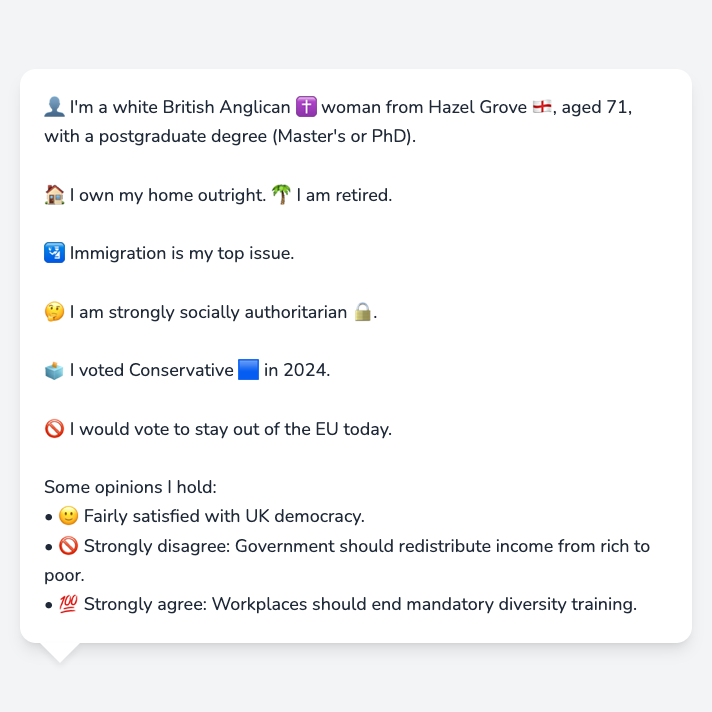 👤 I'm a white British Anglican ✝️ woman from Hazel Grove 🏴󠁧󠁢󠁥󠁮󠁧󠁿, aged 71,
with a postgraduate degree (Master's or PhD).
🏠 I own my home outright. 🌴 I am retired.
🛂 Immigration is my top issue.
🤔 I am strongly socially authoritarian 🔒.
🗳️ I voted Conservative 🟦 in 2024.
🚫 I would vote to stay out of the EU today.
Some opinions I hold:
• 🙂 Fairly satisfied with UK democracy.
• 🚫 Strongly disagree: Government should redistribute income from rich to
poor.
• 💯 Strongly agree: Workplaces should end mandatory diversity training.